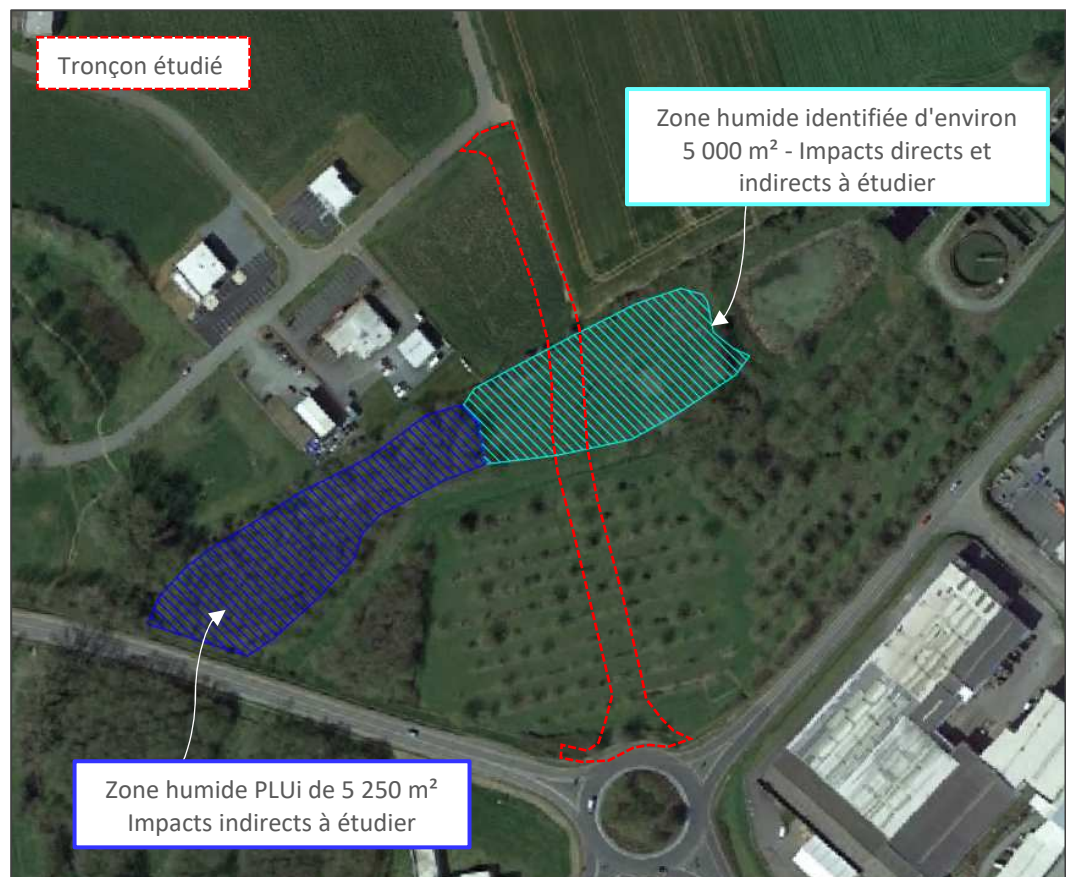 Tronçon étudié
Zone humide identifiée d'environ
5 000 m² - Impacts directs et
indirects à étudier
Zone humide PLUi de 5 250 m²
Impacts indirects à étudier